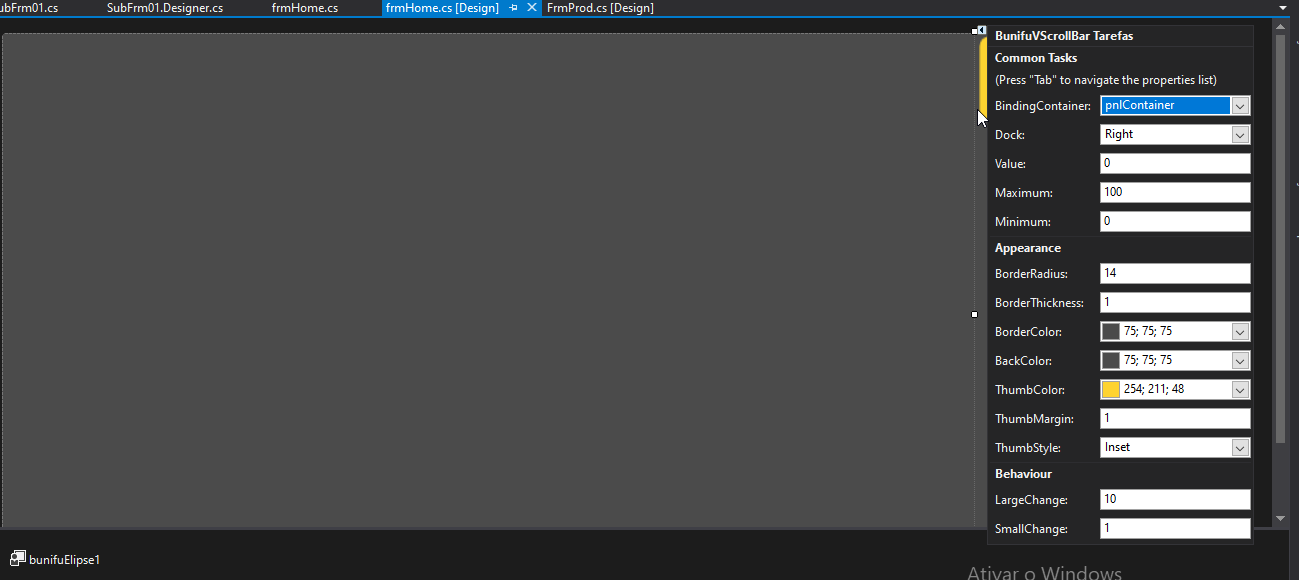 ubFrm01.cs SubFrm01.Designer.cs frmHome.cs frmHome.cs [Design] FrmProd.cs [Design]
BunifuVScrollBar Tarefas
Common Tasks
(Press "Tab" to navigate the properties list)
BindingContainer: pnlContainer
Dock: Right
Value: 0
Maximum: 100
Minimum: 0
Appearance
BorderRadius: 14
BorderThickness: 1
BorderColor: 75; 75; 75
BackColor: 75; 75; 75
ThumbColor: 254; 211; 48
ThumbMargin: 1
ThumbStyle: Inset
Behaviour
LargeChange: 10
SmallChange: 1
bunifuElipse1
Ativar o Windows